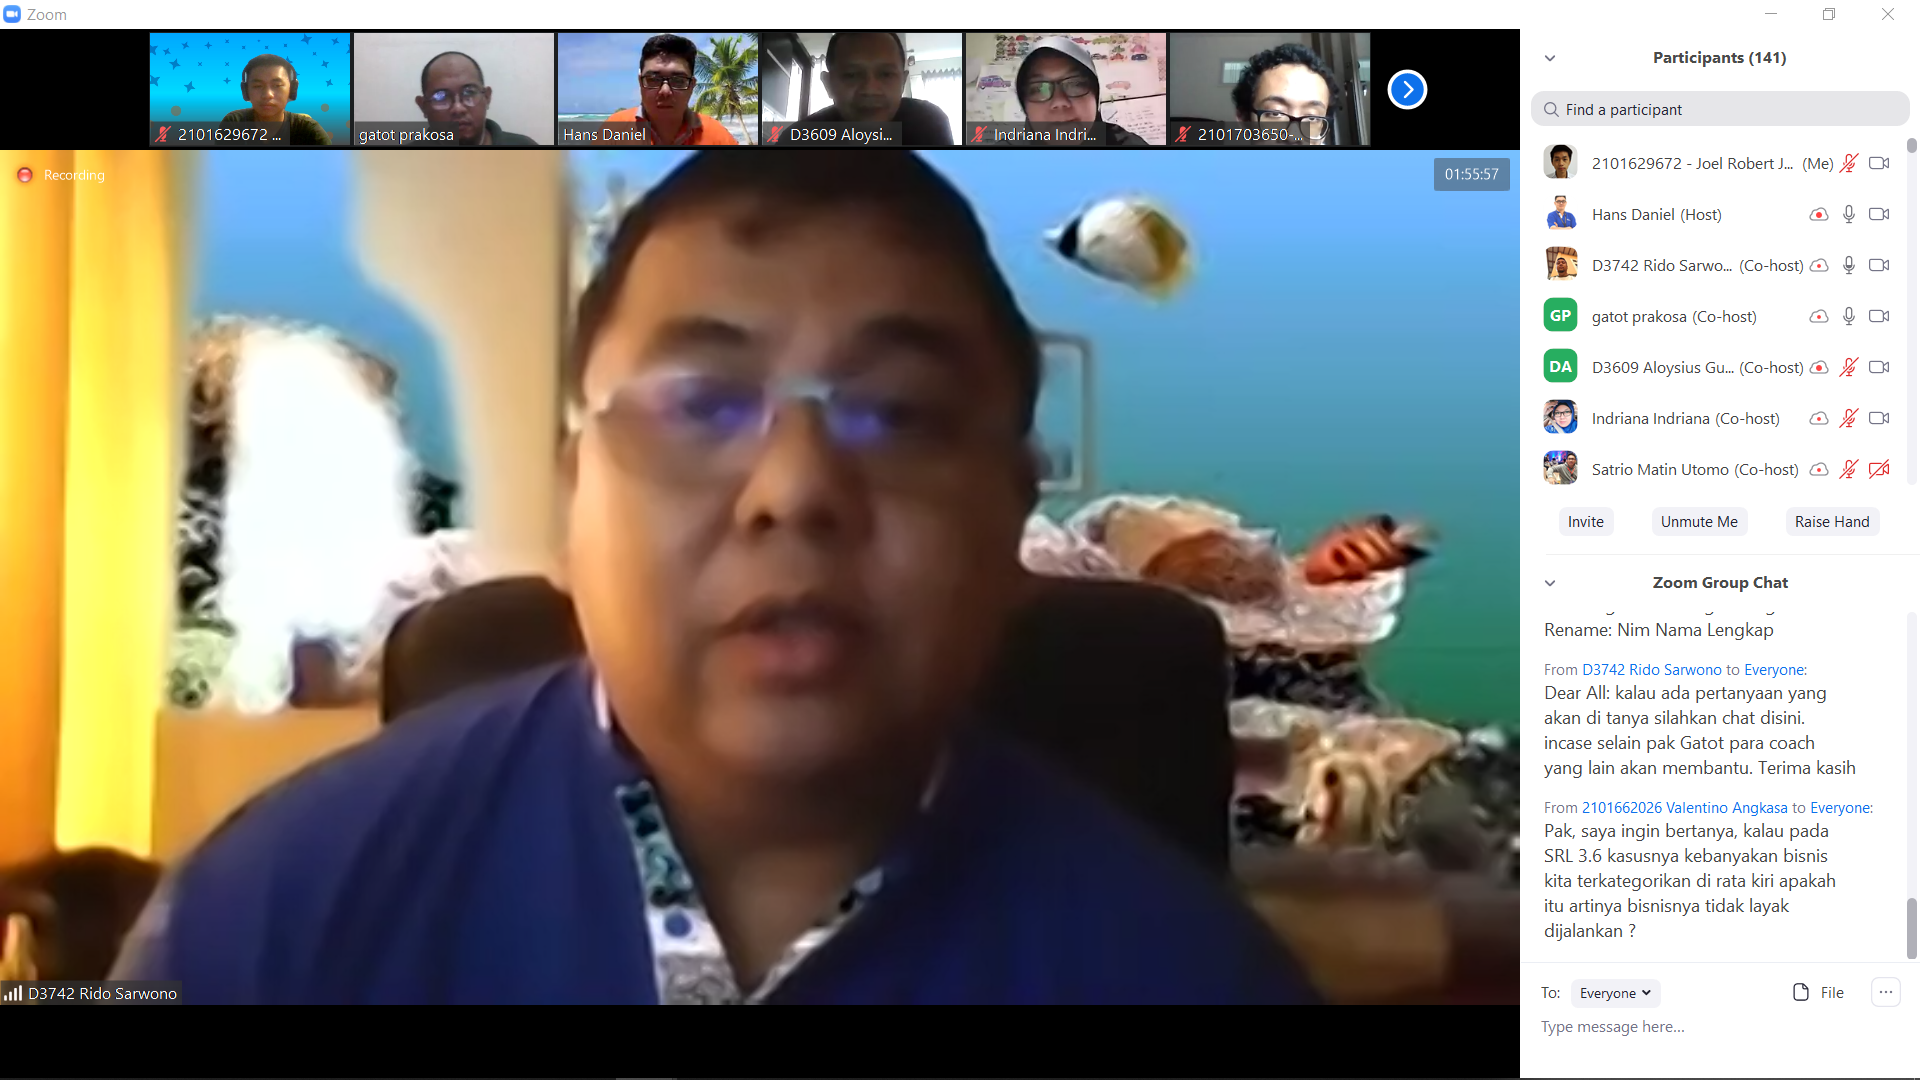 Zoom
2101629672 ...
gatot prakosa
Hans Daniel
D3609 Aloysi...
Indriana Indri...
2101703650-...
Recording
01:55:57
D3742 Rido Sarwono
Participants (141)
Find a participant
2101629672 - Joel Robert J... (Me)
Hans Daniel (Host)
D3742 Rido Sarwo... (Co-host)
GP
gatot prakosa (Co-host)
DA
D3609 Aloysius Gu... (Co-host)
Indriana Indriana (Co-host)
Satrio Matin Utomo (Co-host)
Invite
Unmute Me
Raise Hand
Zoom Group Chat
Rename: Nim Nama Lengkap
From D3742 Rido Sarwono to Everyone:
Dear All: kalau ada pertanyaan yang
akan di tanya silahkan chat disini.
incase selain pak Gatot para coach
yang lain akan membantu. Terima kasih
From 2101662026 Valentino Angkasa to Everyone:
Pak, saya ingin bertanya, kalau pada
SRL 3.6 kasusnya kebanyakan bisnis
kita terkategorikan di rata kiri apakah
itu artinya bisnisnya tidak layak
dijalankan ?
To:
Everyone
File
Type message here...